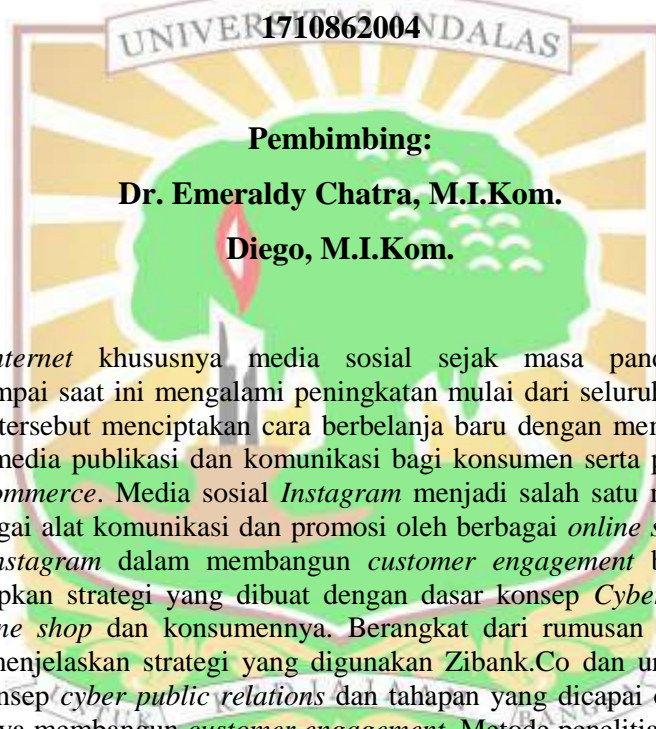 UNIVERSITAS ANDALAS
1710862004
Pembimbing:
Dr. Emeraldy Chatra, M.I.Kom.
Diego, M.I.Kom.
nternet khususnya media sosial sejak masa pand
mpai saat ini mengalami peningkatan mulai dari seluruh
tersebut menciptakan cara berbelanja baru dengan men
media publikasi dan komunikasi bagi konsumen serta p
ommerce. Media sosial Instagram menjadi salah satu m
gai alat komunikasi dan promosi oleh berbagai online s
nstagram dalam membangun customer engagement b
pkan strategi yang dibuat dengan dasar konsep Cyber
ne shop dan konsumennya. Berangkat dari rumusan
menjelaskan strategi yang digunakan Zibank.Co dan un
onsep cyber public relations dan tahapan yang dicapai o
ya membangun customer engagement. Metode penelitia